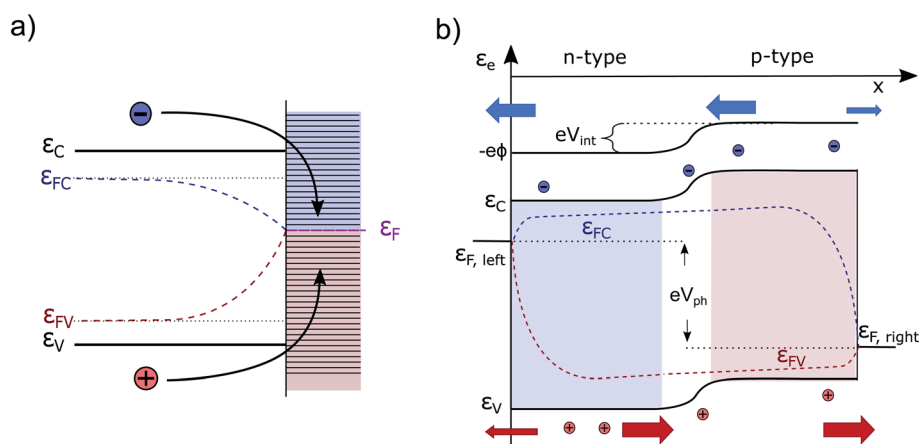 a)
εC
εFC
εF
εFV
εV
b)
εe
n-type
p-type
x
eVint
-eϕ
εC
εFC
εF, left
eVph
εF, right
εFV
εV